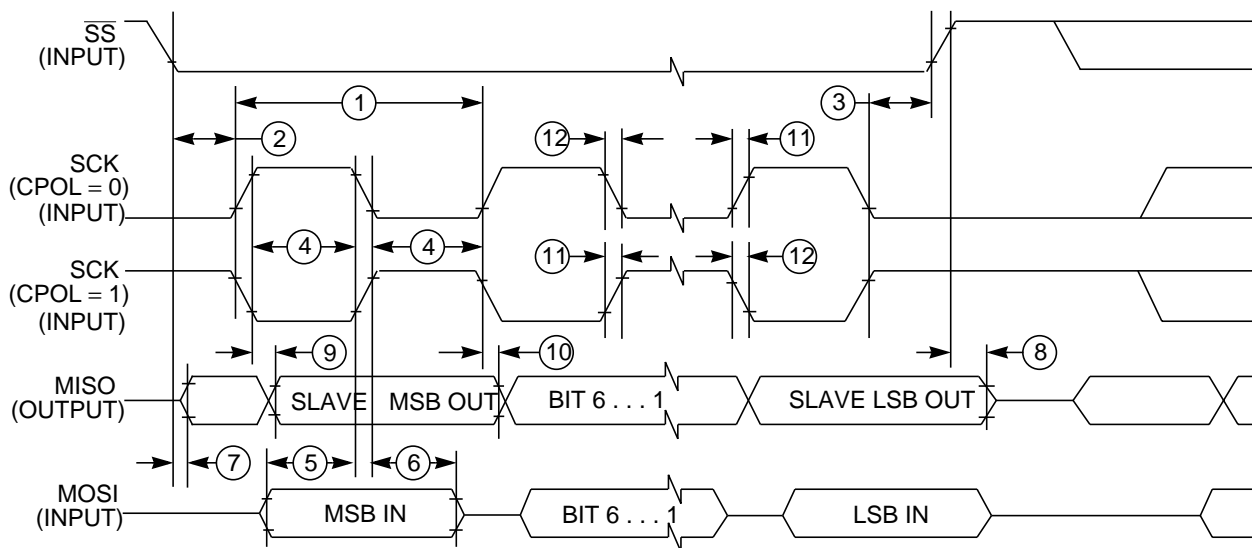 SS
(INPUT)
1
3
2
12
11
SCK
(CPOL = 0)
(INPUT)
4
4
SCK
(CPOL = 1)
(INPUT)
11
12
9
10
8
MISO
(OUTPUT)
SLAVE MSB OUT
BIT 6 . . . 1
SLAVE LSB OUT
7
5
6
MOSI
(INPUT)
MSB IN
BIT 6 . . . 1
LSB IN